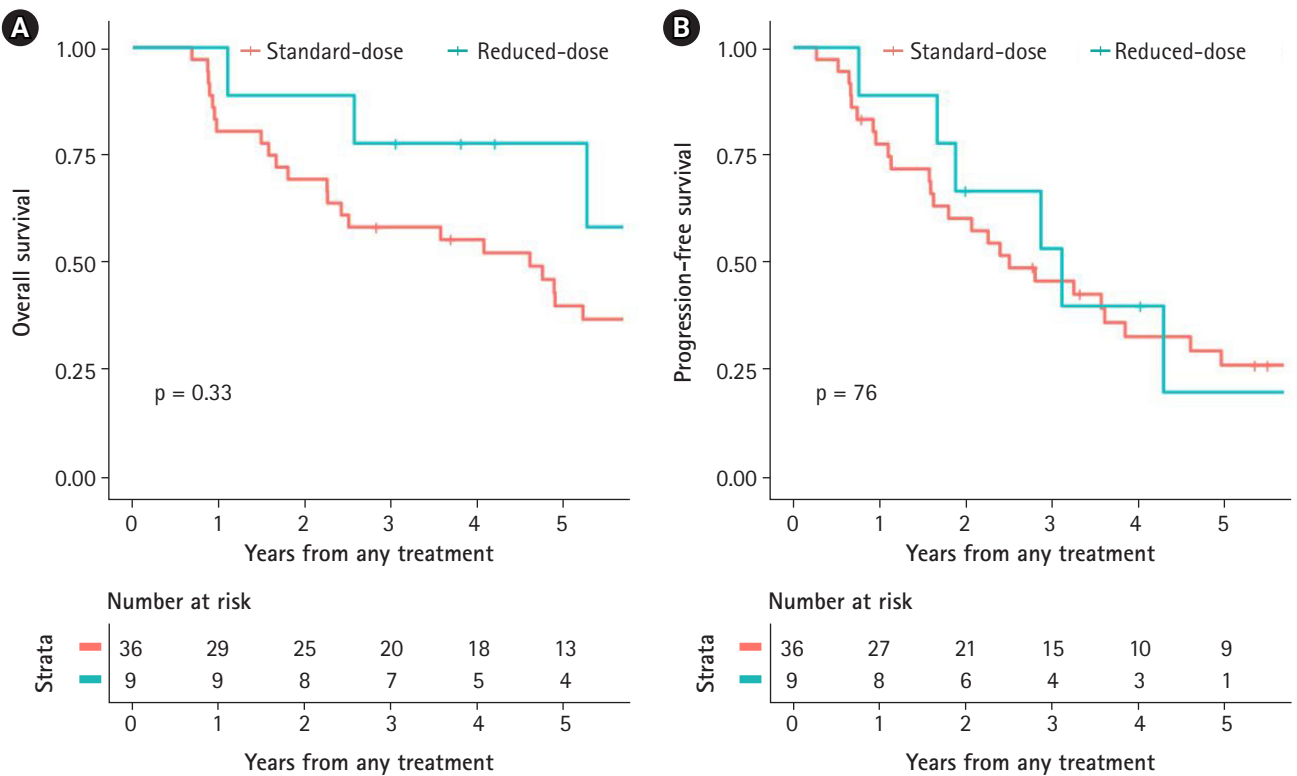 A
Standard-dose Reduced-dose
1.00
0.75
0.50
0.25
0.00
Overall survival
p = 0.33
0 1 2 3 4 5
Years from any treatment
Number at risk
Strata
36 29 25 20 18 13
9 9 8 7 5 4
0 1 2 3 4 5
Years from any treatment
B
Standard-dose Reduced-dose
1.00
0.75
0.50
0.25
0.00
Progression-free survival
p = 76
0 1 2 3 4 5
Years from any treatment
Number at risk
Strata
36 27 21 15 10 9
9 8 6 4 3 1
0 1 2 3 4 5
Years from any treatment